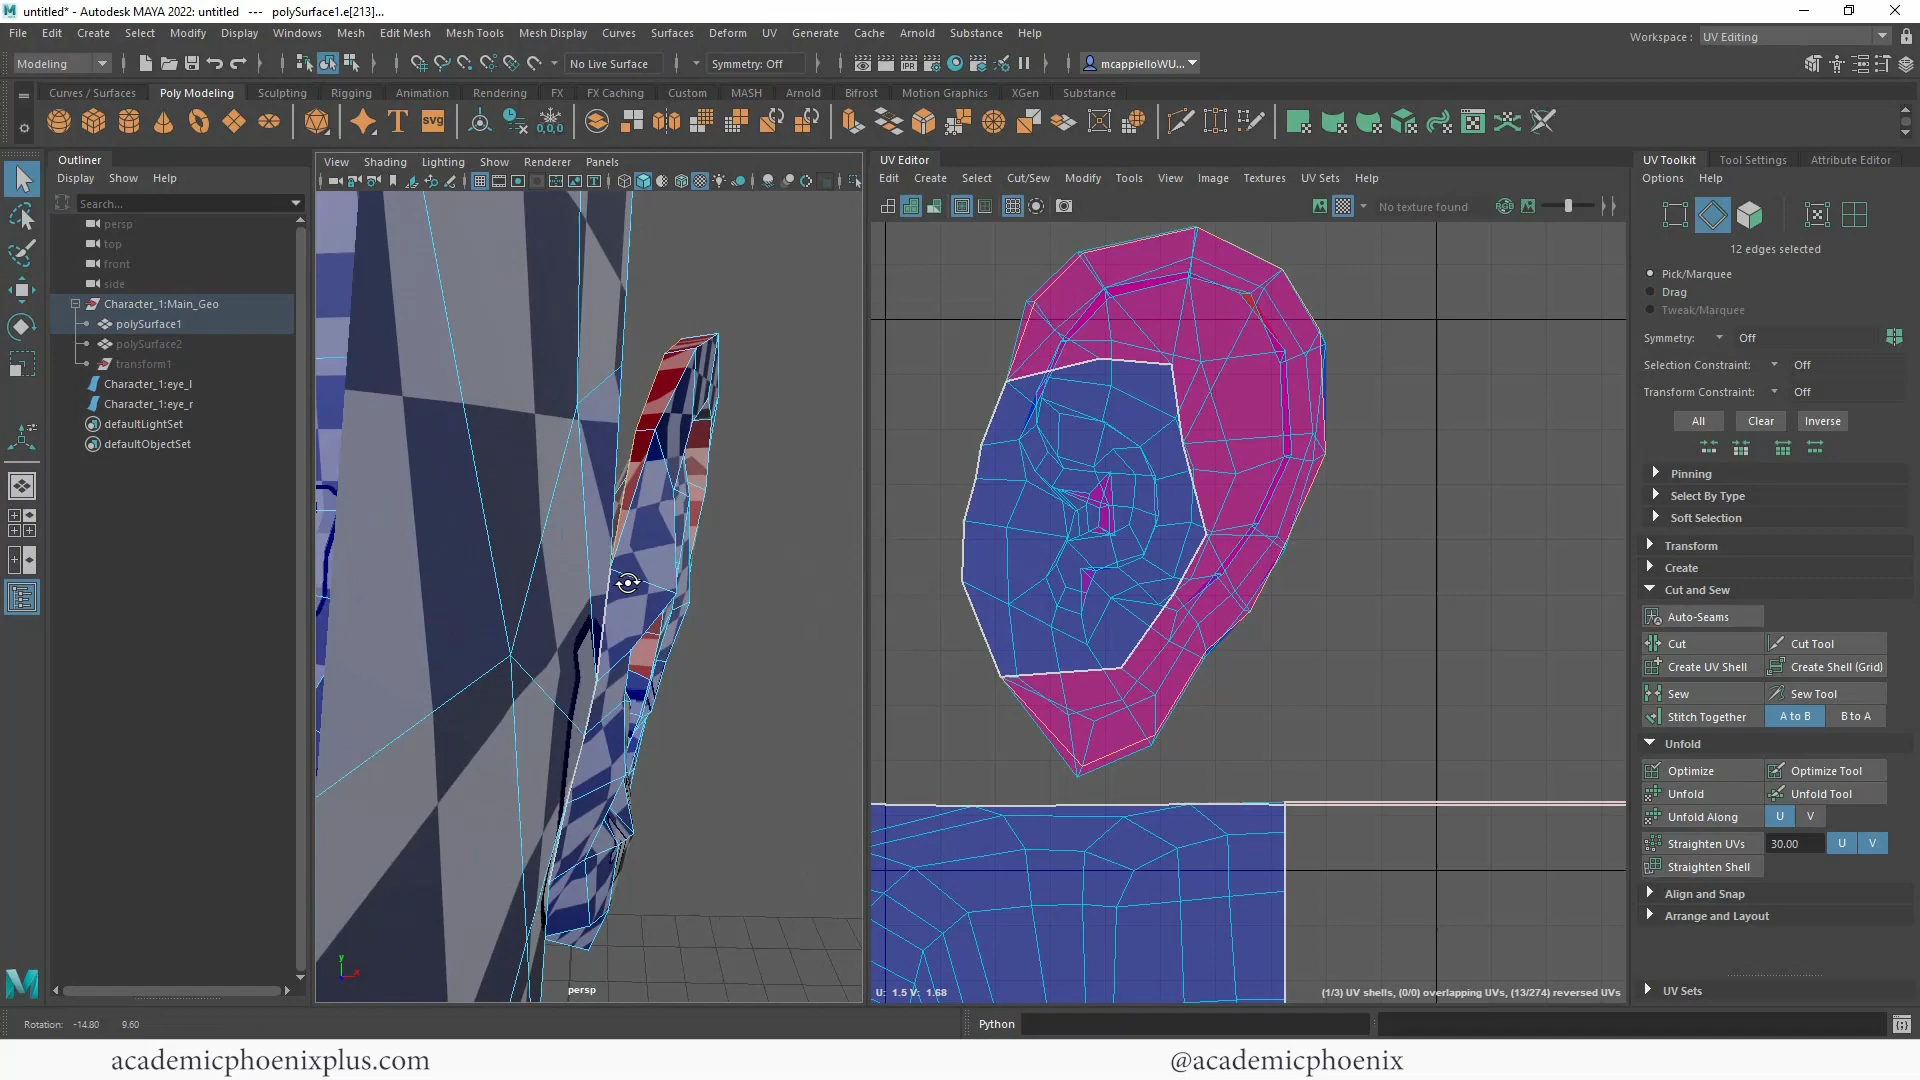 untitled* - Autodesk MAYA 2022: untitled --- polySurface1.e[213]...
File Edit Create Select Modify Display Windows Mesh Edit Mesh Mesh Tools Mesh Display Curves Surfaces Deform UV Generate Cache Arnold Substance Help
Workspace : UV Editing
Modeling No Live Surface Symmetry: Off mcappielloWU...
Curves / Surfaces Poly Modeling Sculpting Rigging Animation Rendering FX FX Caching Custom MASH Arnold Bifrost Motion Graphics XGen Substance
T SVG 0,0,0
Outliner
Display Show Help
Search...
persp
top
front
side
Character_1:Main_Geo
polySurface1
polySurface2
transform1
Character_1:eye_l
Character_1:eye_r
defaultLightSet
defaultObjectSet
View Shading Lighting Show Renderer Panels
persp
UV Editor
Edit Create Select Cut/Sew Modify Tools View Image Textures UV Sets Help
No texture found
U: 1.5 V: 1.68
(1/3) UV shells, (0/0) overlapping UVs, (13/274) reversed UVs
UV Toolkit Tool Settings Attribute Editor
Options Help
12 edges selected
Pick/Marquee
Drag
Tweak/Marquee
Symmetry: Off
Selection Constraint: Off
Transform Constraint: Off
All Clear Inverse
Pinning
Select By Type
Soft Selection
Transform
Create
Cut and Sew
Auto-Seams
Cut Cut Tool
Create UV Shell Create Shell (Grid)
Sew Sew Tool
Stitch Together A to B B to A
Unfold
Optimize Optimize Tool
Unfold Unfold Tool
Unfold Along U V
Straighten UVs 30.00 U V
Straighten Shell
Align and Snap
Arrange and Layout
UV Sets
Rotation: -14.80 9.60
Python
academicphoenixplus.com
@academicphoenix